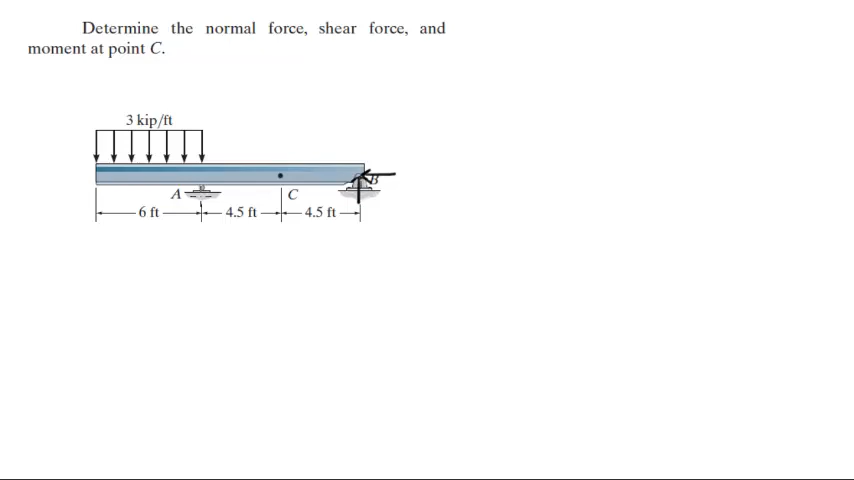 Determine the normal force, shear force, and
moment at point C.
3 kip/ft
A
B
C
6 ft
4.5 ft
4.5 ft